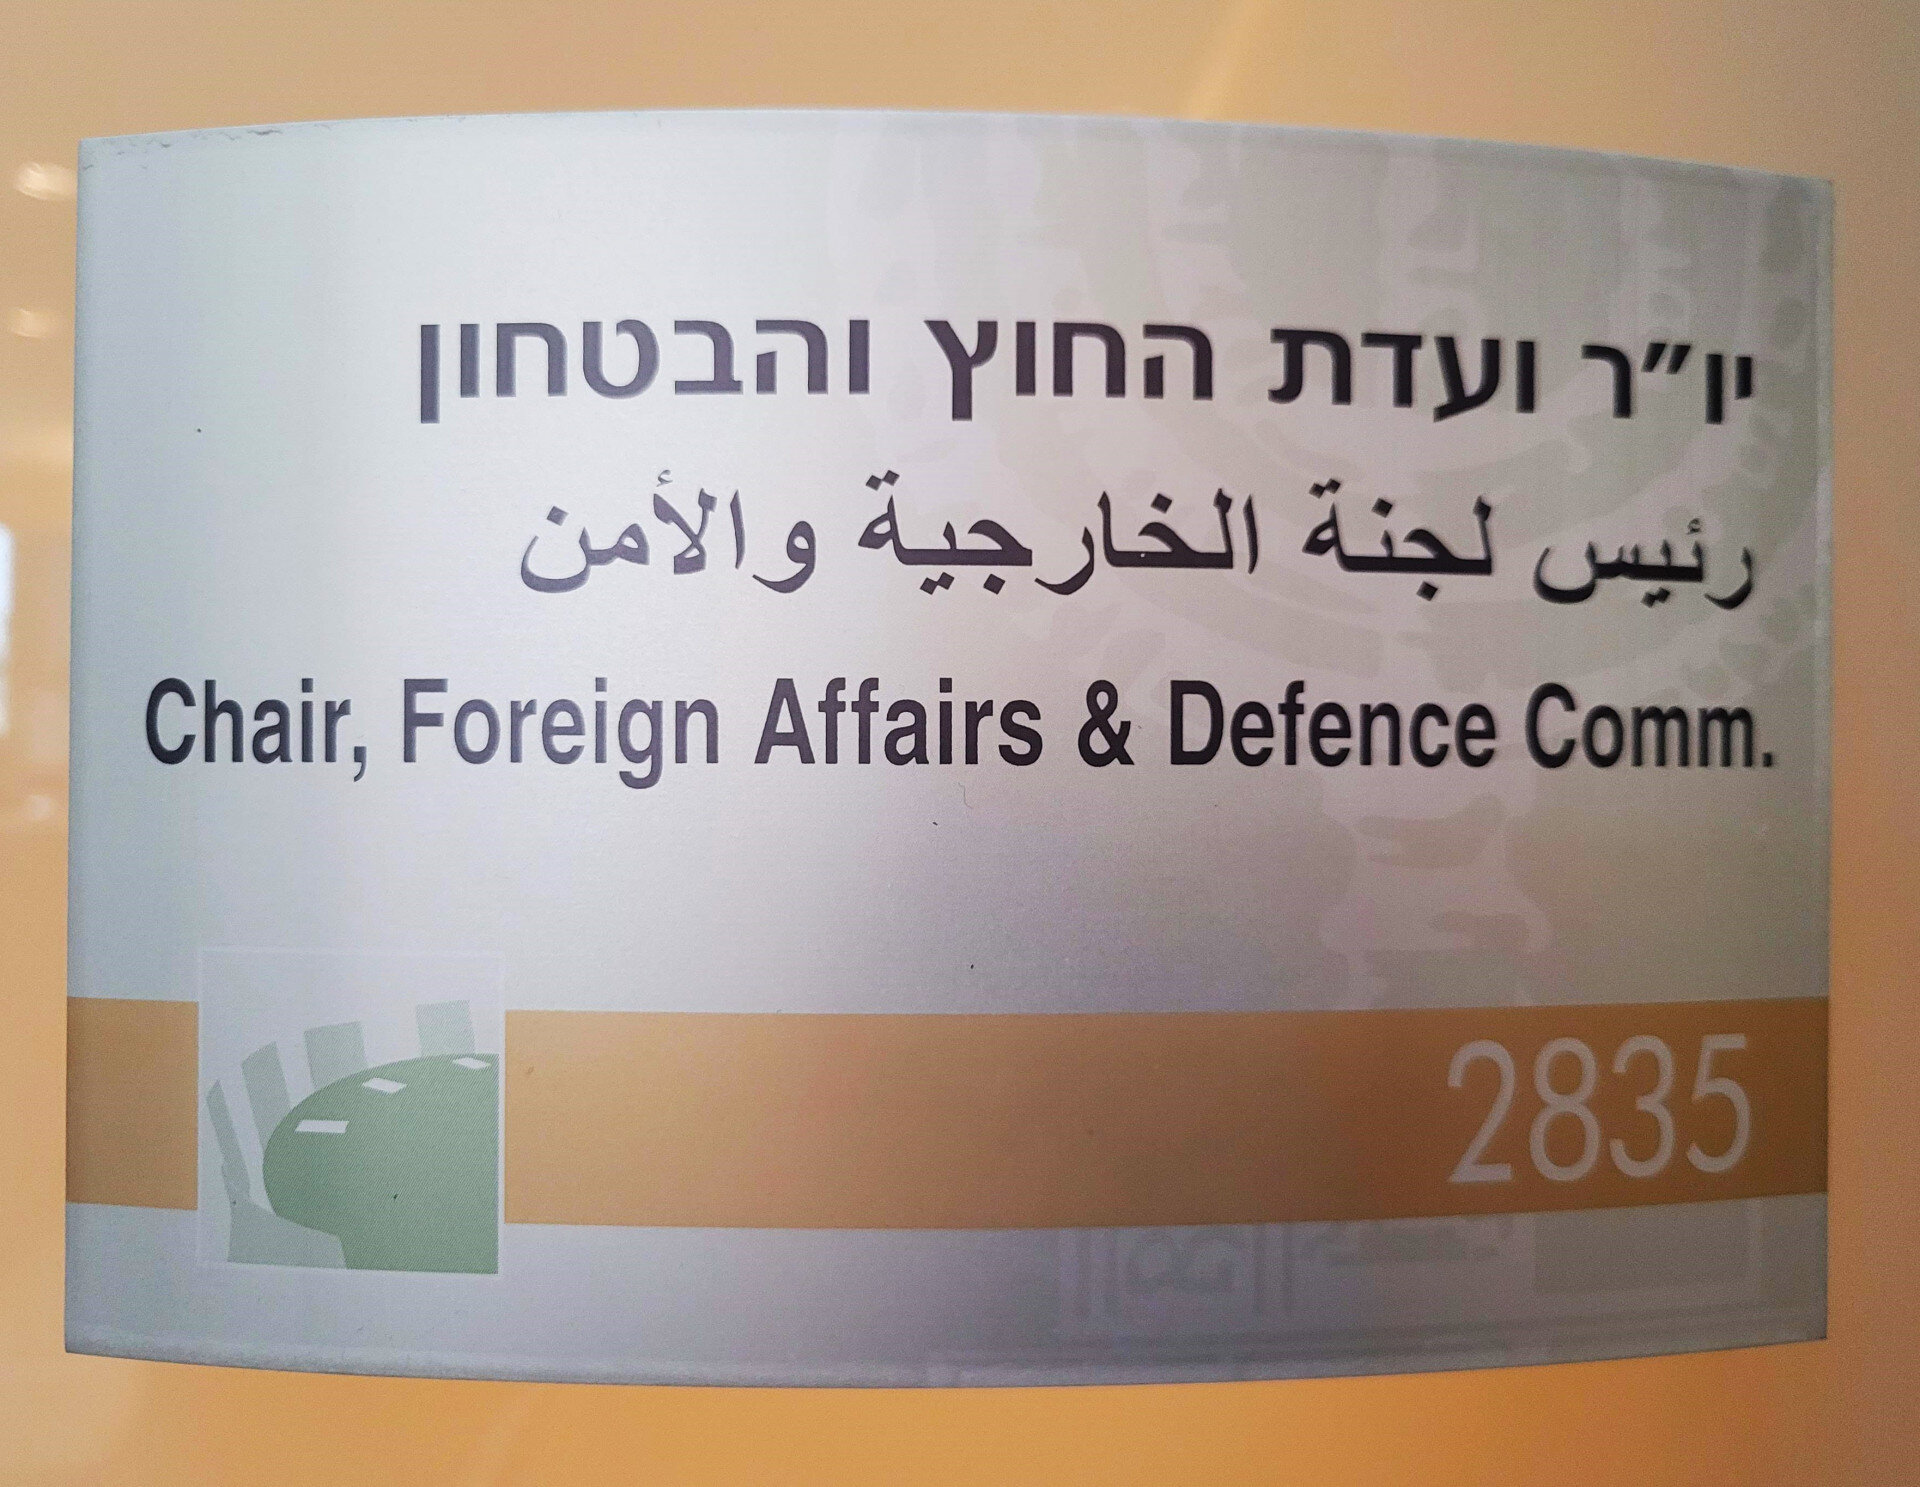 יו"ר ועדת החוץ והבטחון
رئيس لجنة الخارجية والأمن
Chair, Foreign Affairs & Defence Comm.
2835